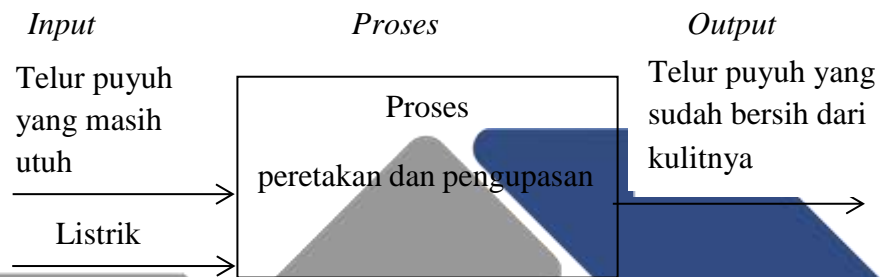 Input Proses Output
Telur puyuh
yang masih
utuh
Listrik
Proses
peretakan dan pengupasan
Telur puyuh yang
sudah bersih dari
kulitnya